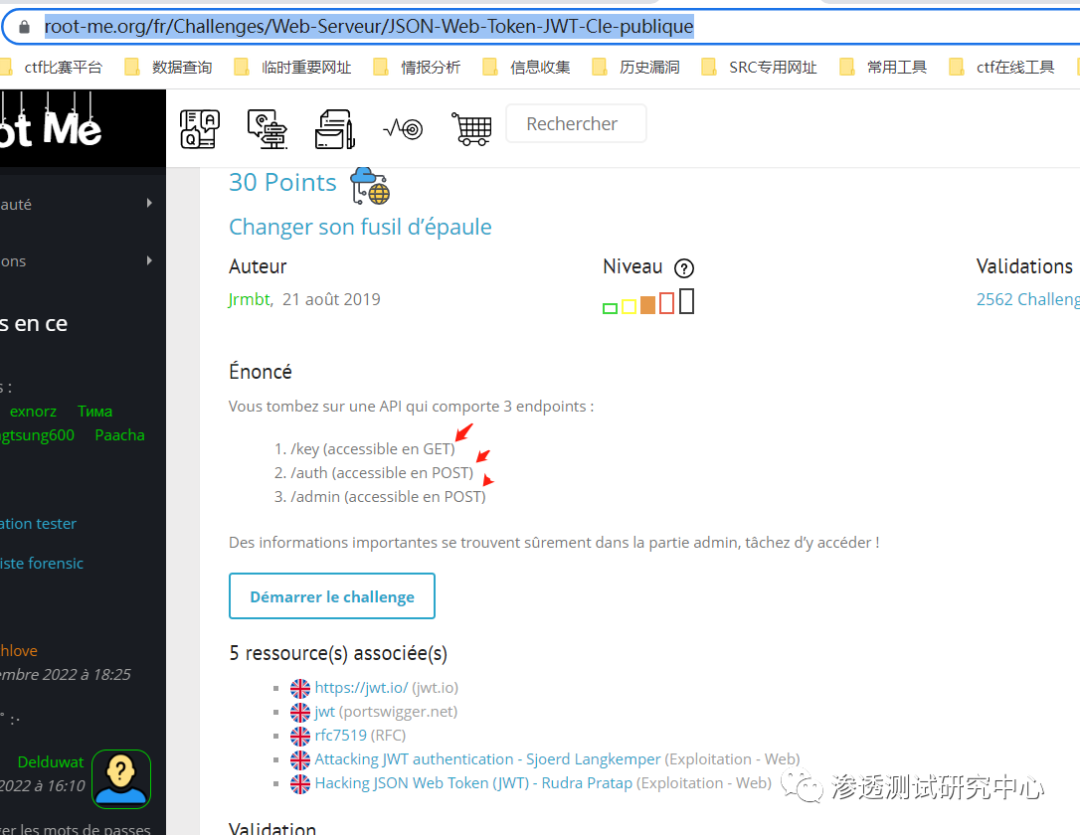 root-me.org/fr/Challenges/Web-Serveur/JSON-Web-Token-JWT-Cle-publique
ctf比赛平台 数据查询 临时重要网址 情报分析 信息收集 历史漏洞 SRC专用网址 常用工具 ctf在线工具
ot Me
Rechercher
30 Points
auté
Changer son fusil d’épaule
ons
Auteur Niveau ? Validations
Jrmbt, 21 août 2019 2562 Challeng
s en ce
Énoncé
s :
Vous tombez sur une API qui comporte 3 endpoints :
exnorz Тима
gtsung600 Paacha
1. /key (accessible en GET)
2. /auth (accessible en POST)
3. /admin (accessible en POST)
ation tester
Des informations importantes se trouvent sûrement dans la partie admin, tâchez d’y accéder !
iste forensic
Démarrer le challenge
hlove
5 ressource(s) associée(s)
embre 2022 à 18:25
https://jwt.io/ (jwt.io)
jwt (portswigger.net)
° :·
rfc7519 (RFC)
Delduwat
Attacking JWT authentication - Sjoerd Langkemper (Exploitation - Web)
2022 à 16:10
Hacking JSON Web Token (JWT) - Rudra Pratap (Exploitation - Web)
渗透测试研究中心
er les mots de passes
Validation